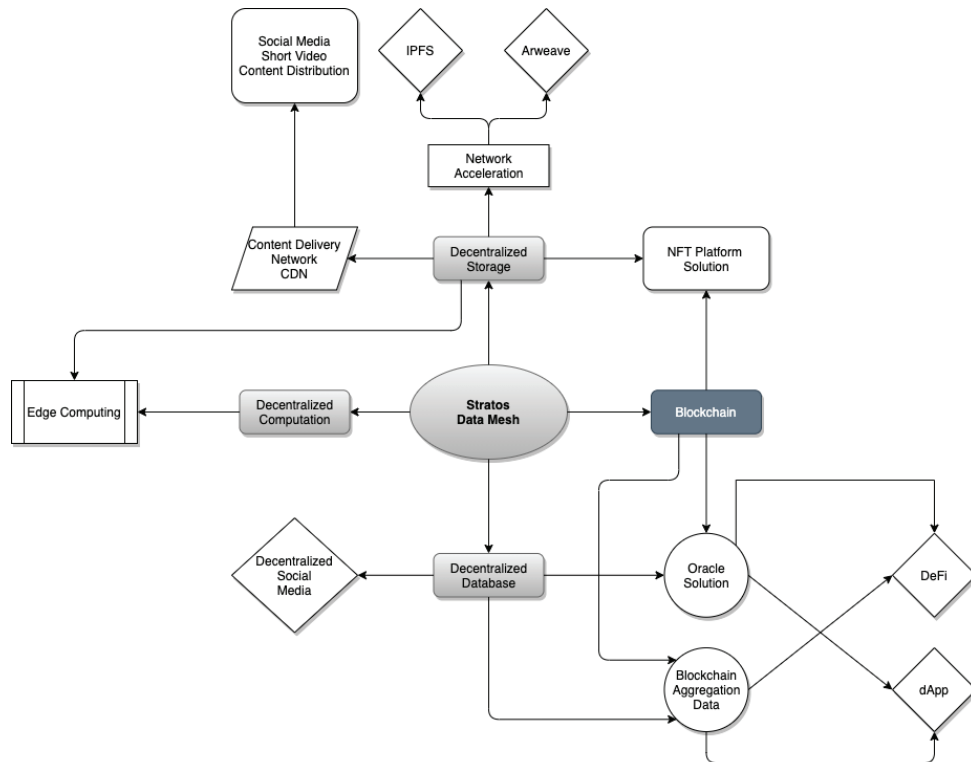 Social Media
Short Video
Content Distribution
IPFS
Arweave
Network
Acceleration
Content Delivery
Network
CDN
Decentralized
Storage
NFT Platform
Solution
Edge Computing
Decentralized
Computation
Stratos
Data Mesh
Blockchain
Decentralized
Social
Media
Decentralized
Database
Oracle
Solution
DeFi
Blockchain
Aggregation
Data
dApp